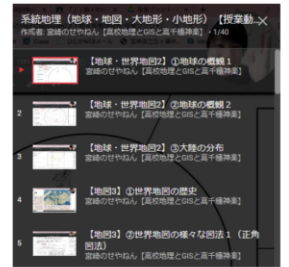 系統地理（地球・地図・大地形・小地形）【授業動…
作成者: 宮崎のせやねん【高校地理とGISと高千穂神楽】・1/40
【地球・世界地図2】①地球の概観１
宮崎のせやねん【高校地理とGISと高千穂神楽】
2
【地球・世界地図2】②地球の概観２
宮崎のせやねん【高校地理とGISと高千穂神楽】
3
【地球・世界地図2】③大陸の分布
宮崎のせやねん【高校地理とGISと高千穂神楽】
4
【地図3】①世界地図の歴史
宮崎のせやねん【高校地理とGISと高千穂神楽】
5
【地図3】②世界地図の様々な図法１（正角
図法）
宮崎のせやねん【高校地理とGISと高千穂神楽】